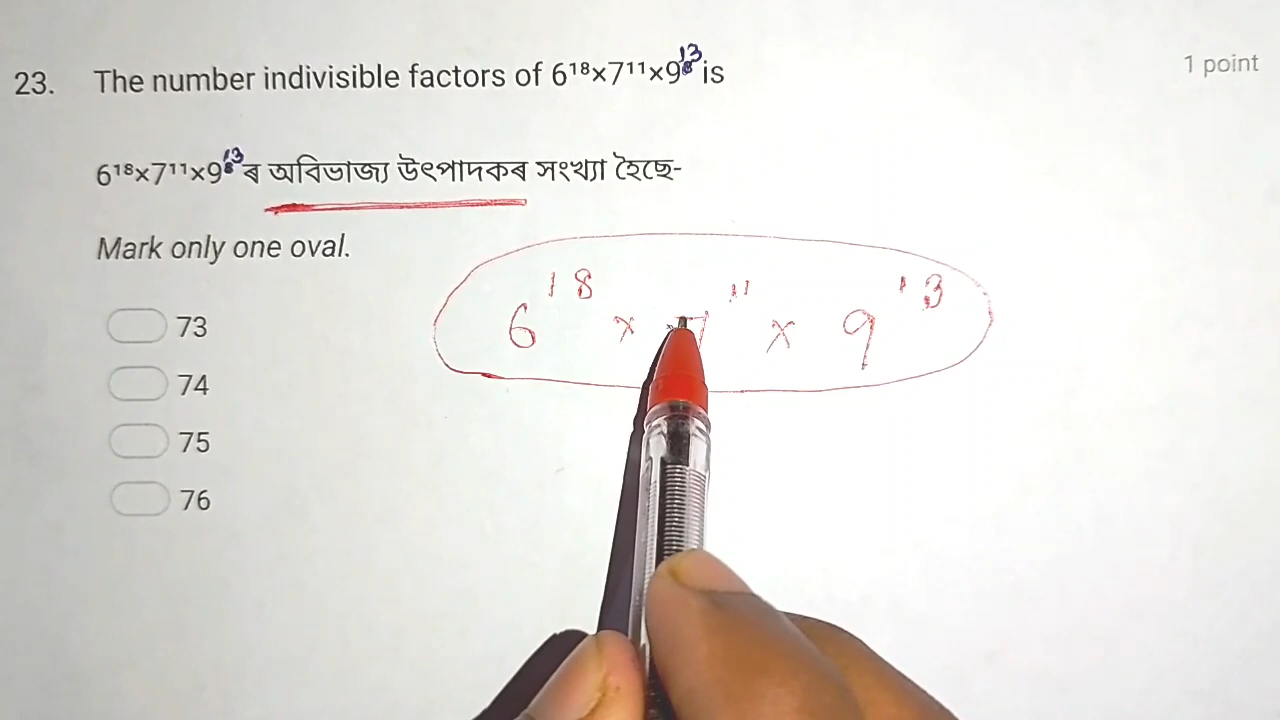 23. The number indivisible factors of 6¹⁸×7¹¹×9¹³ is
1 point
6¹⁸×7¹¹×9¹³ৰ অবিভাজ্য উৎপাদকৰ সংখ্যা হৈছে-
Mark only one oval.
6¹⁸ × 7¹¹ × 9¹³
73
74
75
76